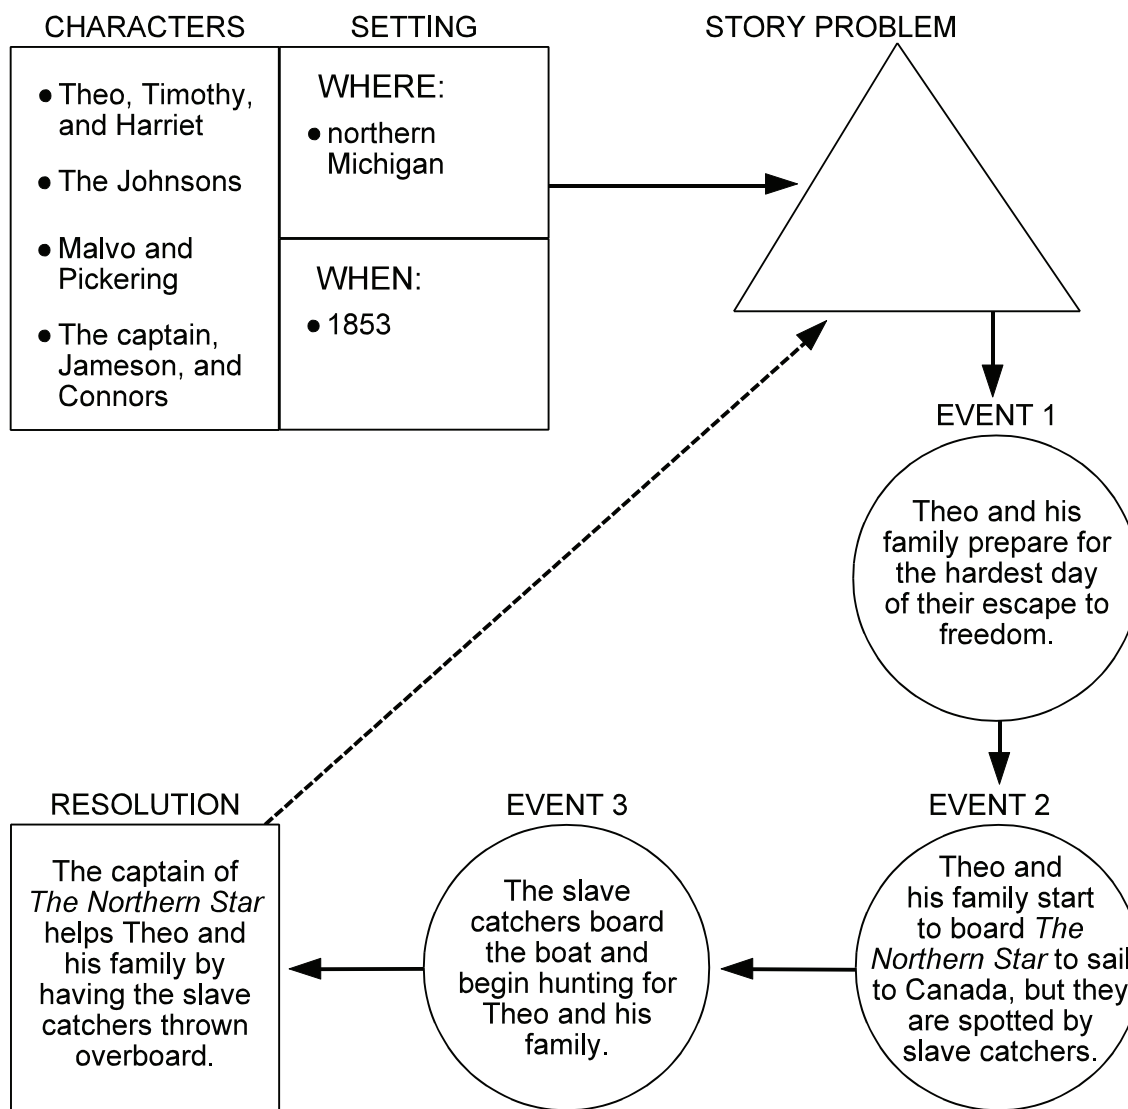 CHARACTERS
● Theo, Timothy,
and Harriet
● The Johnsons
● Malvo and
Pickering
● The captain,
Jameson, and
Connors
SETTING
WHERE:
● northern
Michigan
WHEN:
● 1853
STORY PROBLEM
EVENT 1
Theo and his
family prepare for
the hardest day
of their escape to
freedom.
EVENT 2
Theo and
his family start
to board The
Northern Star to sail
to Canada, but they
are spotted by
slave catchers.
EVENT 3
The slave
catchers board
the boat and
begin hunting for
Theo and his
family.
RESOLUTION
The captain of
The Northern Star
helps Theo and
his family by
having the slave
catchers thrown
overboard.